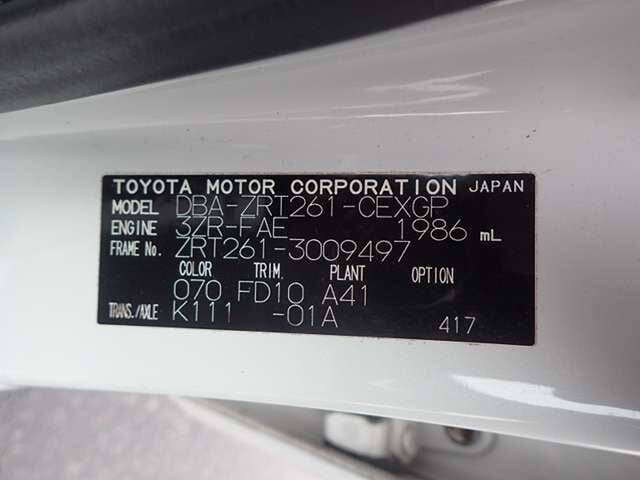 TOYOTA MOTOR CORPORATION JAPAN
MODEL DBA-ZRT261-CEXGP
ENGINE 3ZR-FAE 1986 mL
FRAME No. ZRT261-3009497
COLOR TRIM. PLANT OPTION
070 FD10 A41
TRANS./AXLE K111 -01A 417